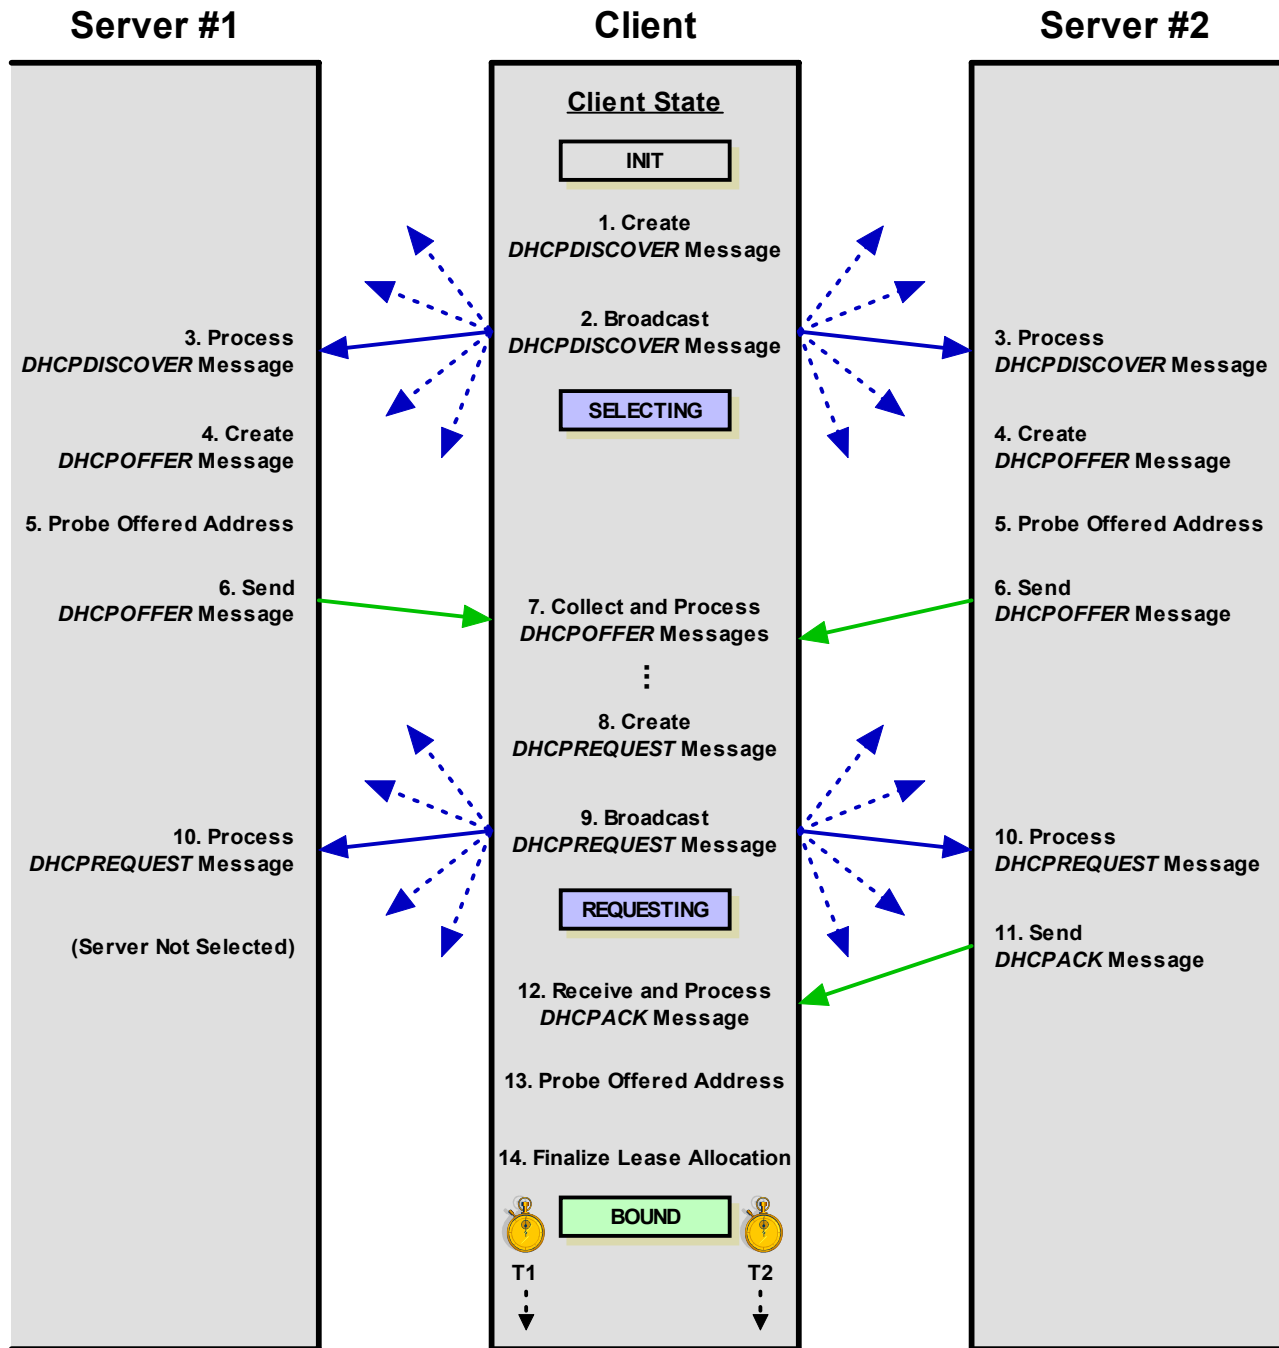 Server #1
Client
Server #2
Client State
INIT
1. Create
DHCPDISCOVER Message
2. Broadcast
DHCPDISCOVER Message
3. Process
DHCPDISCOVER Message
3. Process
DHCPDISCOVER Message
SELECTING
4. Create
DHCPOFFER Message
4. Create
DHCPOFFER Message
5. Probe Offered Address
5. Probe Offered Address
6. Send
DHCPOFFER Message
6. Send
DHCPOFFER Message
7. Collect and Process
DHCPOFFER Messages
⋮
8. Create
DHCPREQUEST Message
9. Broadcast
DHCPREQUEST Message
10. Process
DHCPREQUEST Message
10. Process
DHCPREQUEST Message
REQUESTING
(Server Not Selected)
11. Send
DHCPACK Message
12. Receive and Process
DHCPACK Message
13. Probe Offered Address
14. Finalize Lease Allocation
BOUND
T1
T2